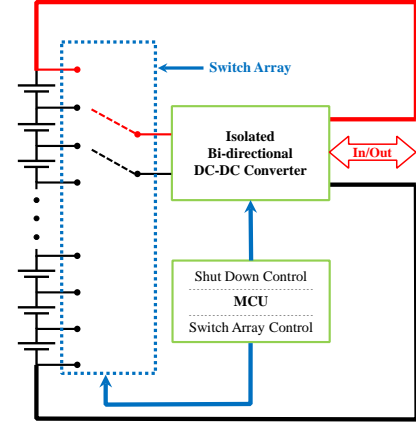 Switch Array
Isolated
Bi-directional
DC-DC Converter
In/Out
Shut Down Control
MCU
Switch Array Control